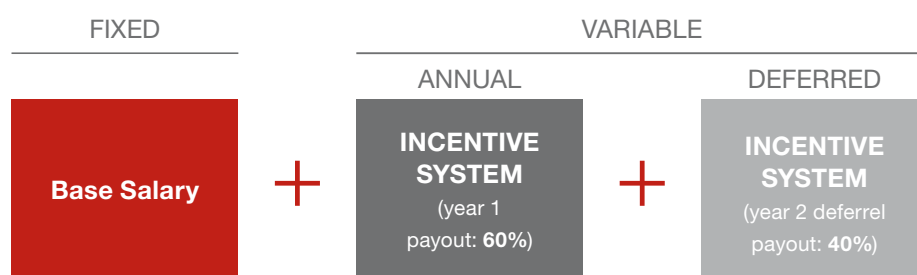 FIXED
VARIABLE
ANNUAL
DEFERRED
Base Salary
+
INCENTIVE
SYSTEM
(year 1
payout: 60%)
+
INCENTIVE
SYSTEM
(year 2 deferrel
payout: 40%)